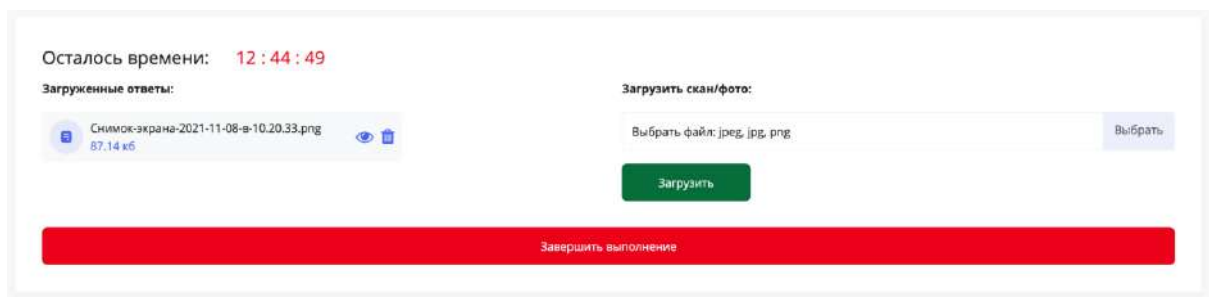 Осталось времени: 12 : 44 : 49
Загруженные ответы:
Снимок-экрана-2021-11-08-в-10.20.33.png
87.14 кб
Загрузить скан/фото:
Выбрать файл: jpeg, jpg, png
Выбрать
Загрузить
Завершить выполнение